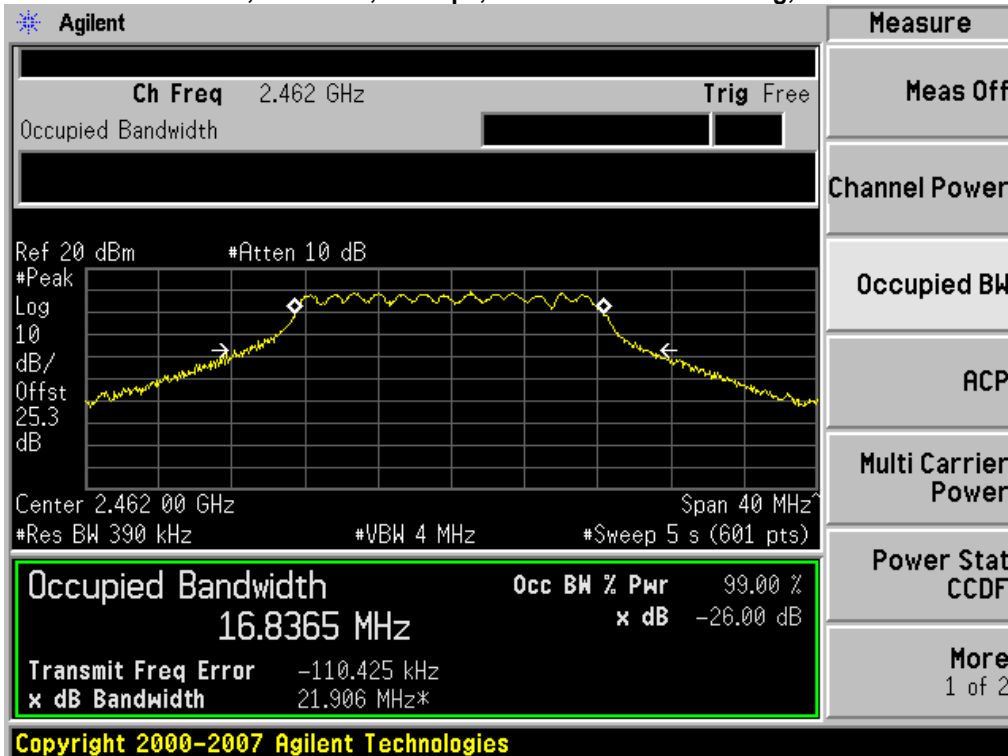 Agilent
Measure
Ch Freq 2.462 GHz
Trig Free
Occupied Bandwidth
Meas Off
Channel Power
Occupied BW
ACP
Multi Carrier
Power
Power Stat
CCDF
More
1 of 2
Ref 20 dBm #Atten 10 dB
#Peak
Log
10
dB/
Offst
25.3
dB
Center 2.462 00 GHz Span 40 MHz^
#Res BW 390 kHz #VBW 4 MHz #Sweep 5 s (601 pts)
Occupied Bandwidth
16.8365 MHz
Occ BW % Pwr 99.00 %
x dB -26.00 dB
Transmit Freq Error -110.425 kHz
x dB Bandwidth 21.906 MHz*
Copyright 2000-2007 Agilent Technologies